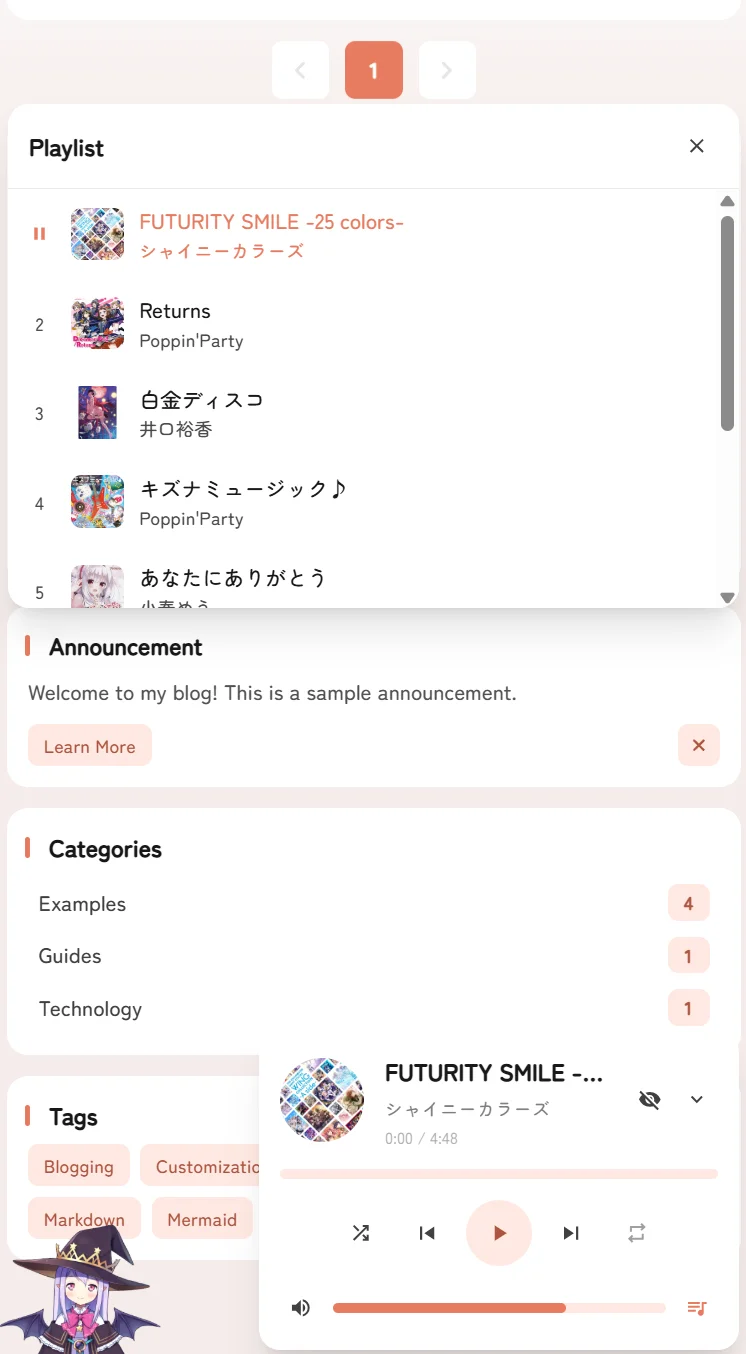 1
Playlist
FUTURITY SMILE -25 colors-
シャイニーカラーズ
2
Returns
Poppin'Party
3
白金ディスコ
井口裕香
4
キズナミュージック♪
Poppin'Party
5
あなたにありがとう
小春めう
Announcement
Welcome to my blog! This is a sample announcement.
Learn More
Categories
Examples 4
Guides 1
Technology 1
Tags
Blogging Customizatio
Markdown Mermaid
FUTURITY SMILE -...
シャイニーカラーズ
0:00 / 4:48